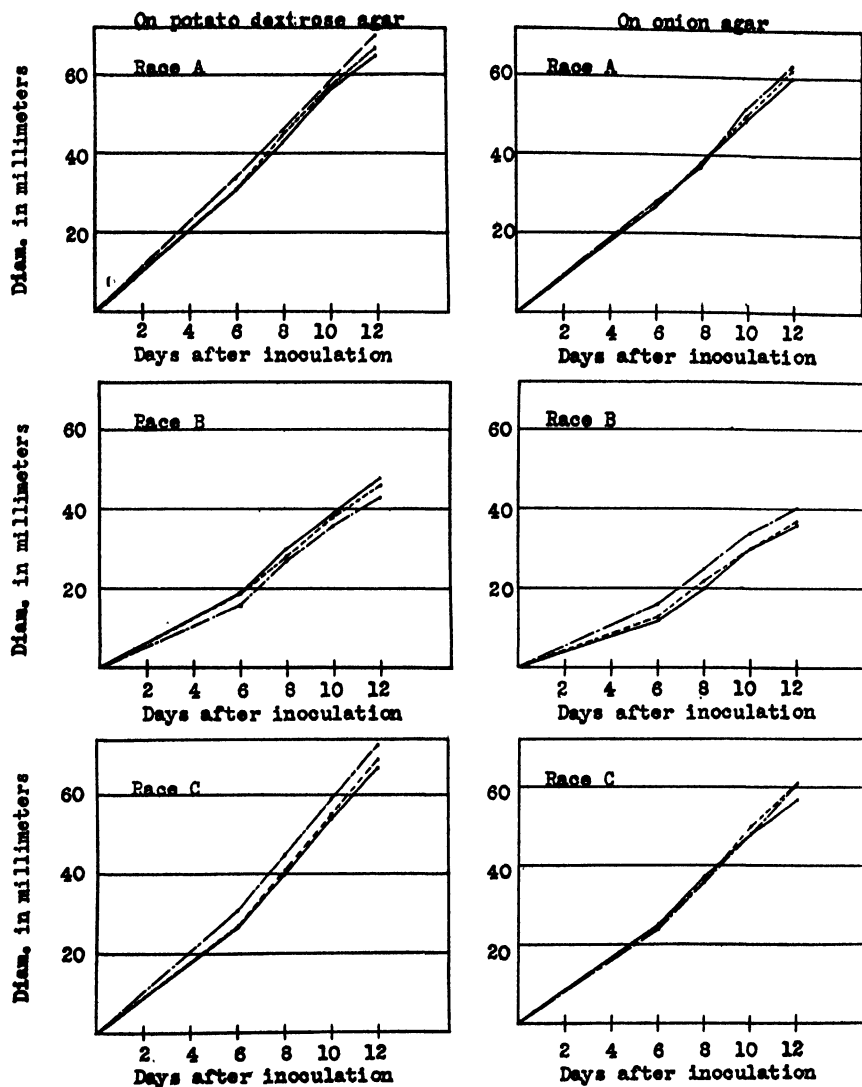 On potato dextrose agar
On onion agar
Diam. in millimeters
Race A
60
40
20
2 4 6 8 10 12
Days after inoculation
Race A
60
40
20
2 4 6 8 10 12
Days after inoculation
Diam. in millimeters
Race B
60
40
20
2 4 6 8 10 12
Days after inoculation
Race B
60
40
20
2 4 6 8 10 12
Days after inoculation
Diam. in millimeters
Race C
60
40
20
2 4 6 8 10 12
Days after inoculation
Race C
60
40
20
2 4 6 8 10 12
Days after inoculation